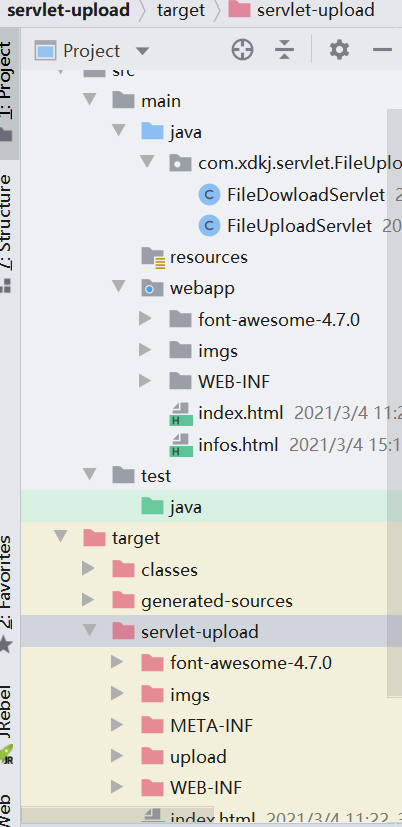 servlet-upload target servlet-upload
1: Project
Project
src
main
java
com.xdkj.servlet.FileUplo
FileDowloadServlet 2
FileUploadServlet 20
resources
webapp
font-awesome-4.7.0
imgs
WEB-INF
index.html 2021/3/4 11:2
infos.html 2021/3/4 15:1
test
java
target
classes
generated-sources
servlet-upload
font-awesome-4.7.0
imgs
META-INF
upload
WEB-INF
index.html 2021/3/4 11:22, 3
7: Structure
2: Favorites
JRebel
JR
Web